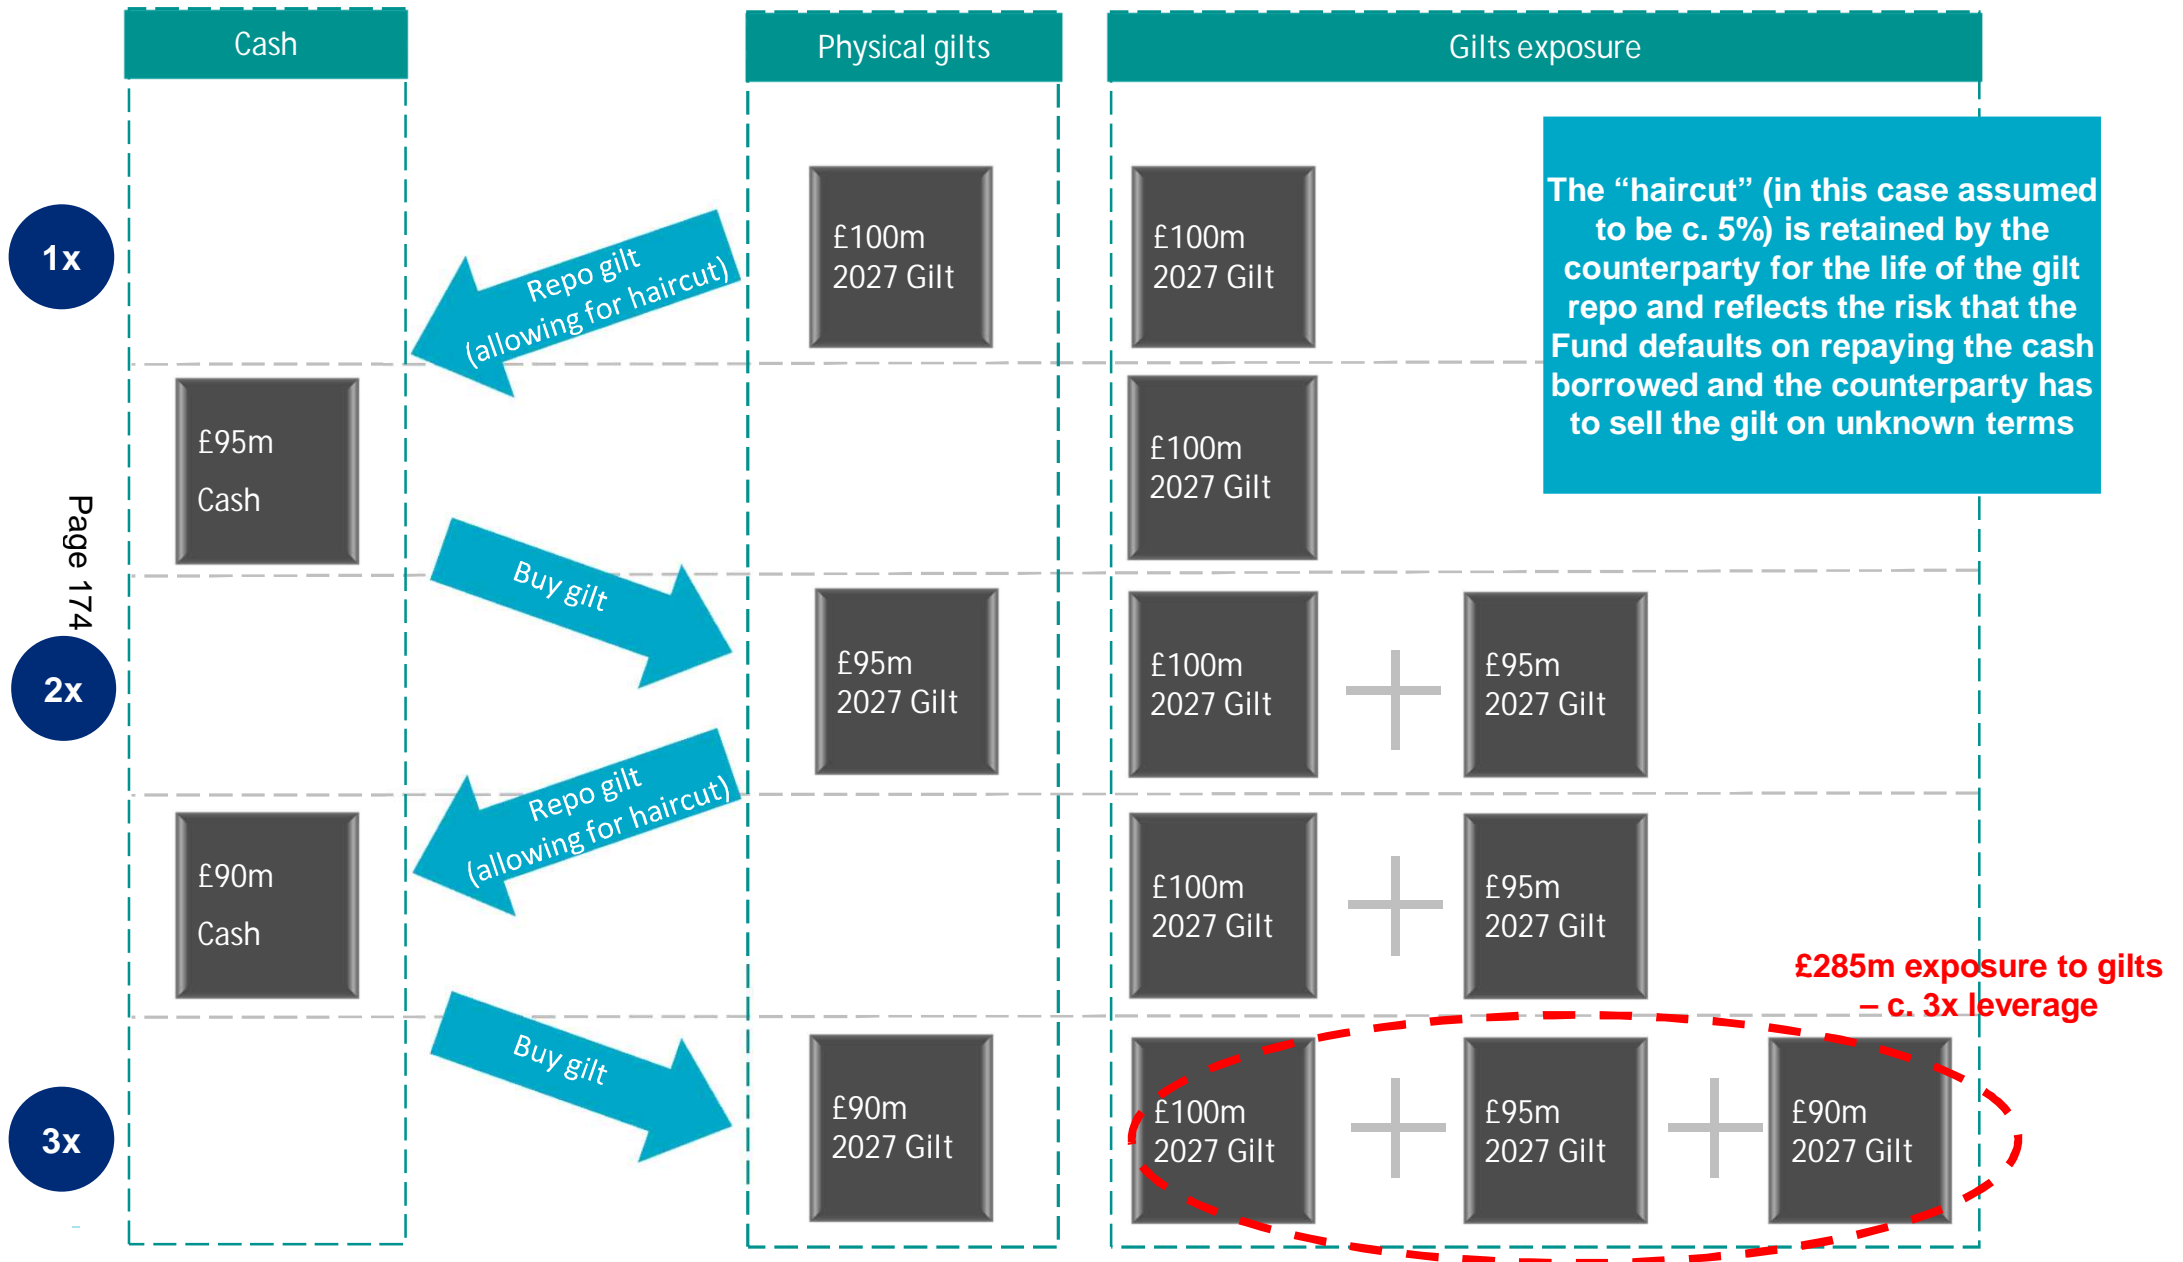 Cash
Physical gilts
Gilts exposure
1x
Repo gilt
(allowing for haircut)
£100m
2027 Gilt
£100m
2027 Gilt
The “haircut” (in this case assumed
to be c. 5%) is retained by the
counterparty for the life of the gilt
repo and reflects the risk that the
Fund defaults on repaying the cash
borrowed and the counterparty has
to sell the gilt on unknown terms
£95m
Cash
£100m
2027 Gilt
Page 174
2x
Buy gilt
£95m
2027 Gilt
£100m
2027 Gilt
£95m
2027 Gilt
Repo gilt
(allowing for haircut)
£90m
Cash
£100m
2027 Gilt
£95m
2027 Gilt
£285m exposure to gilts
– c. 3x leverage
3x
Buy gilt
£90m
2027 Gilt
£100m
2027 Gilt
£95m
2027 Gilt
£90m
2027 Gilt